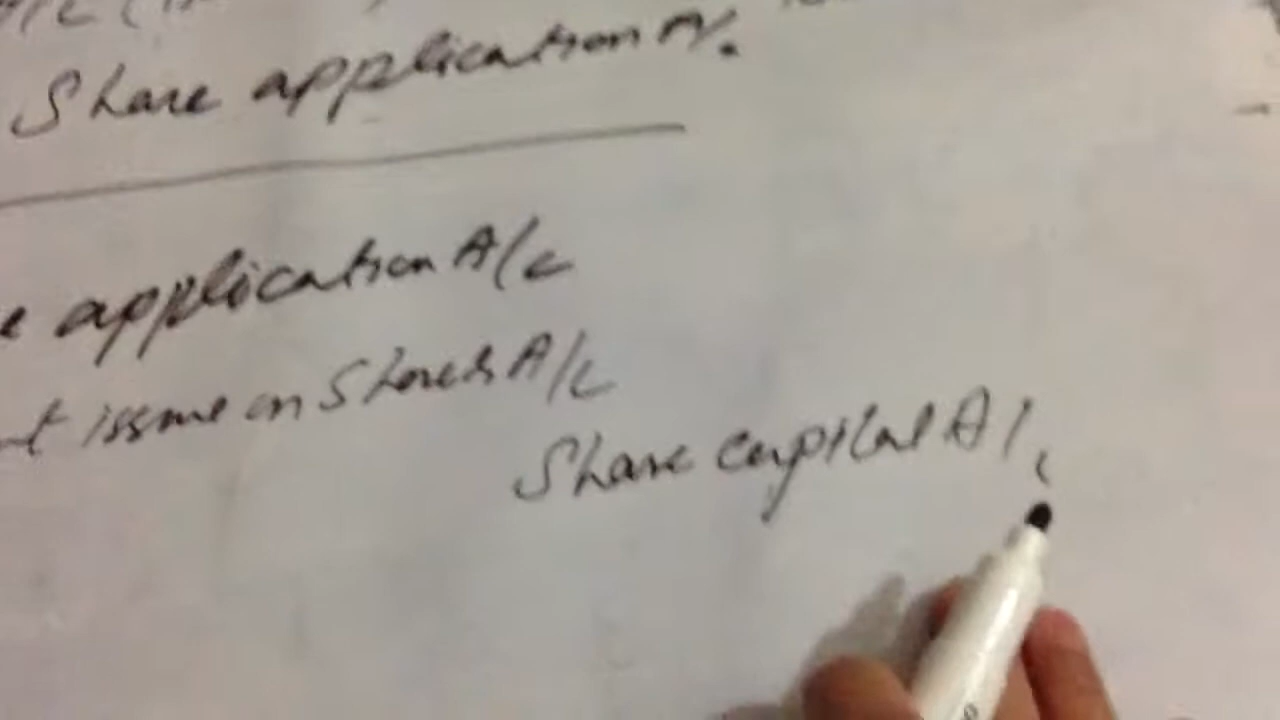 Share application A/c.
e application A/c
t issue on Shares A/c
Share capital A/c